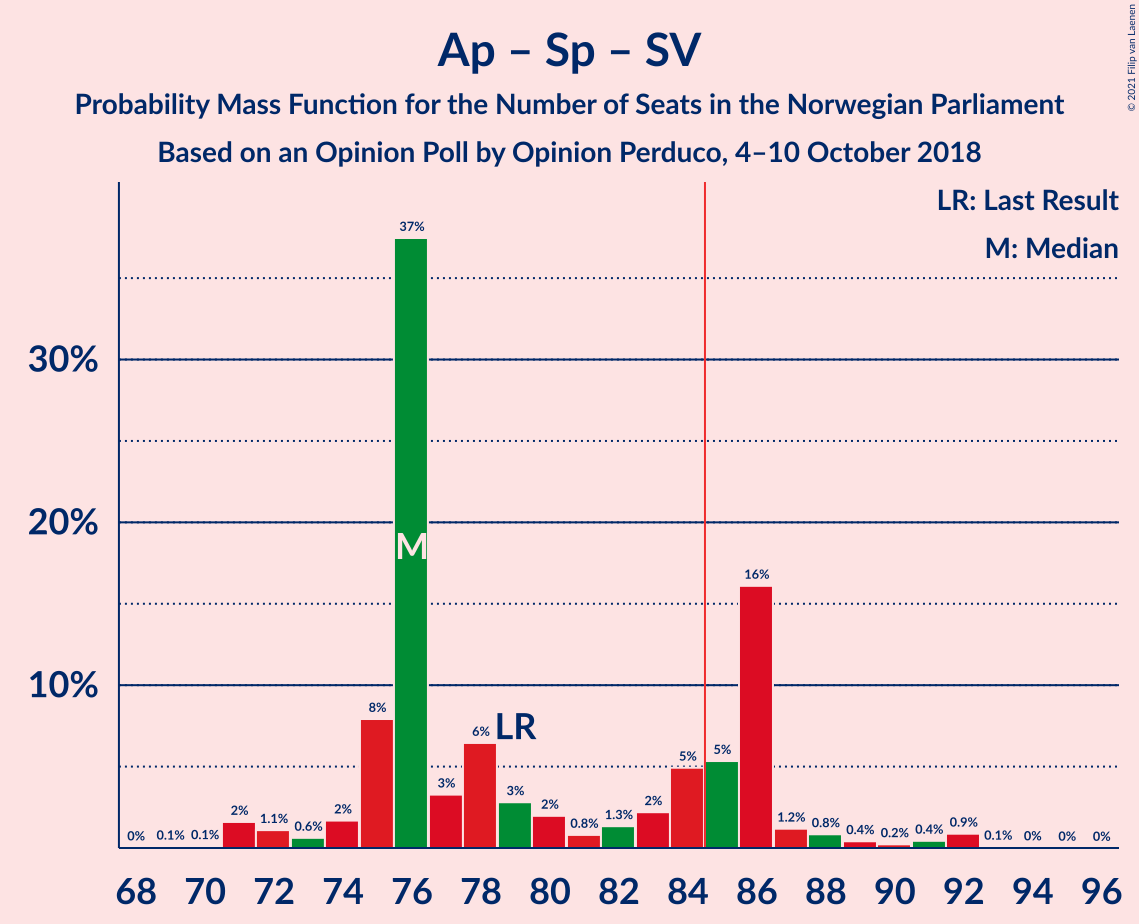 Ap – Sp – SV
Probability Mass Function for the Number of Seats in the Norwegian Parliament
Based on an Opinion Poll by Opinion Perduco, 4–10 October 2018
© 2021 Filip van Laenen
LR: Last Result
M: Median
30%
20%
10%
0% 0.1% 0.1% 2% 1.1% 0.6% 2% 8% 37% 3% 6% 3% 2% 0.8% 1.3% 2% 5% 5% 16% 1.2% 0.8% 0.4% 0.2% 0.4% 0.9% 0.1% 0% 0% 0%
M
LR
68 70 72 74 76 78 80 82 84 86 88 90 92 94 96